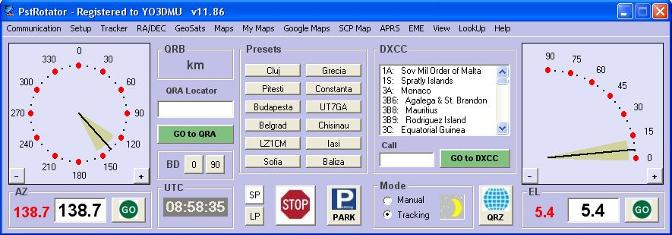 PstRotator - Registered to YO3DMU v11.86
Communication Setup Tracker RA/DEC GeoSats Maps My Maps Google Maps SCP Map APRS EME View LookUp Help
0
30
60
90
120
150
180
210
240
270
300
330
- +
AZ
138.7 138.7 GO
QRB
km
QRA Locator
GO to QRA
BD 0 90
UTC
08:58:35
Presets
Cluj Grecia
Pitesti Constanta
Budapesta UT7GA
Belgrad Chisinau
LZ1CM Iasi
Sofia Baliza
SP
LP
STOP
P
PARK
DXCC
1A: Sov Mil Order of Malta
1S: Spratly Islands
3A: Monaco
3B6: Agalega & St. Brandon
3B8: Mauritius
3B9: Rodriguez Island
3C: Equatorial Guinea
Call
GO to DXCC
Mode
Manual
Tracking
QRZ
90
75
60
45
30
15
0
- +
EL
5.4 5.4 GO